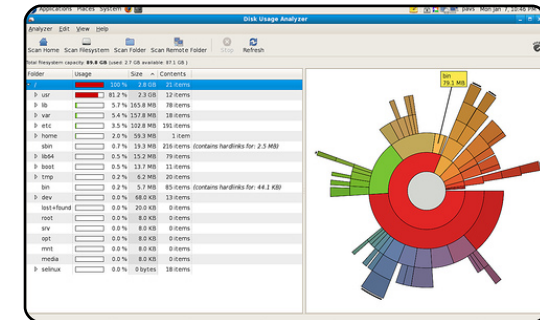 Applications Places System pavs Mon Jan 7, 10:46 PM
Disk Usage Analyzer
Analyzer Edit View Help
Scan Home Scan Filesystem Scan Folder Scan Remote Folder Stop Refresh
Total filesystem capacity: 89.8 GB (used: 2.7 GB available: 87.1 GB)
Folder Usage Size Contents
/ 100 % 2.8 GB 21 items
usr 81.2 % 2.3 GB 12 items
lib 5.7 % 165.8 MB 78 items
var 5.4 % 157.8 MB 18 items
etc 3.5 % 102.8 MB 191 items
home 2.0 % 59.3 MB 1 item
sbin 0.7 % 19.3 MB 216 items (contains hardlinks for: 2.5 MB)
lib64 0.5 % 15.2 MB 79 items
boot 0.5 % 13.7 MB 11 items
tmp 0.2 % 6.2 MB 20 items
bin 0.2 % 5.7 MB 85 items (contains hardlinks for: 44.1 KB)
dev 0.0 % 68.0 KB 13 items
lost+found 0.0 % 20.0 KB 0 items
root 0.0 % 8.0 KB 0 items
srv 0.0 % 8.0 KB 0 items
opt 0.0 % 8.0 KB 0 items
mnt 0.0 % 8.0 KB 0 items
media 0.0 % 8.0 KB 0 items
selinux 0.0 % 0 bytes 18 items
bin
79.5 MB